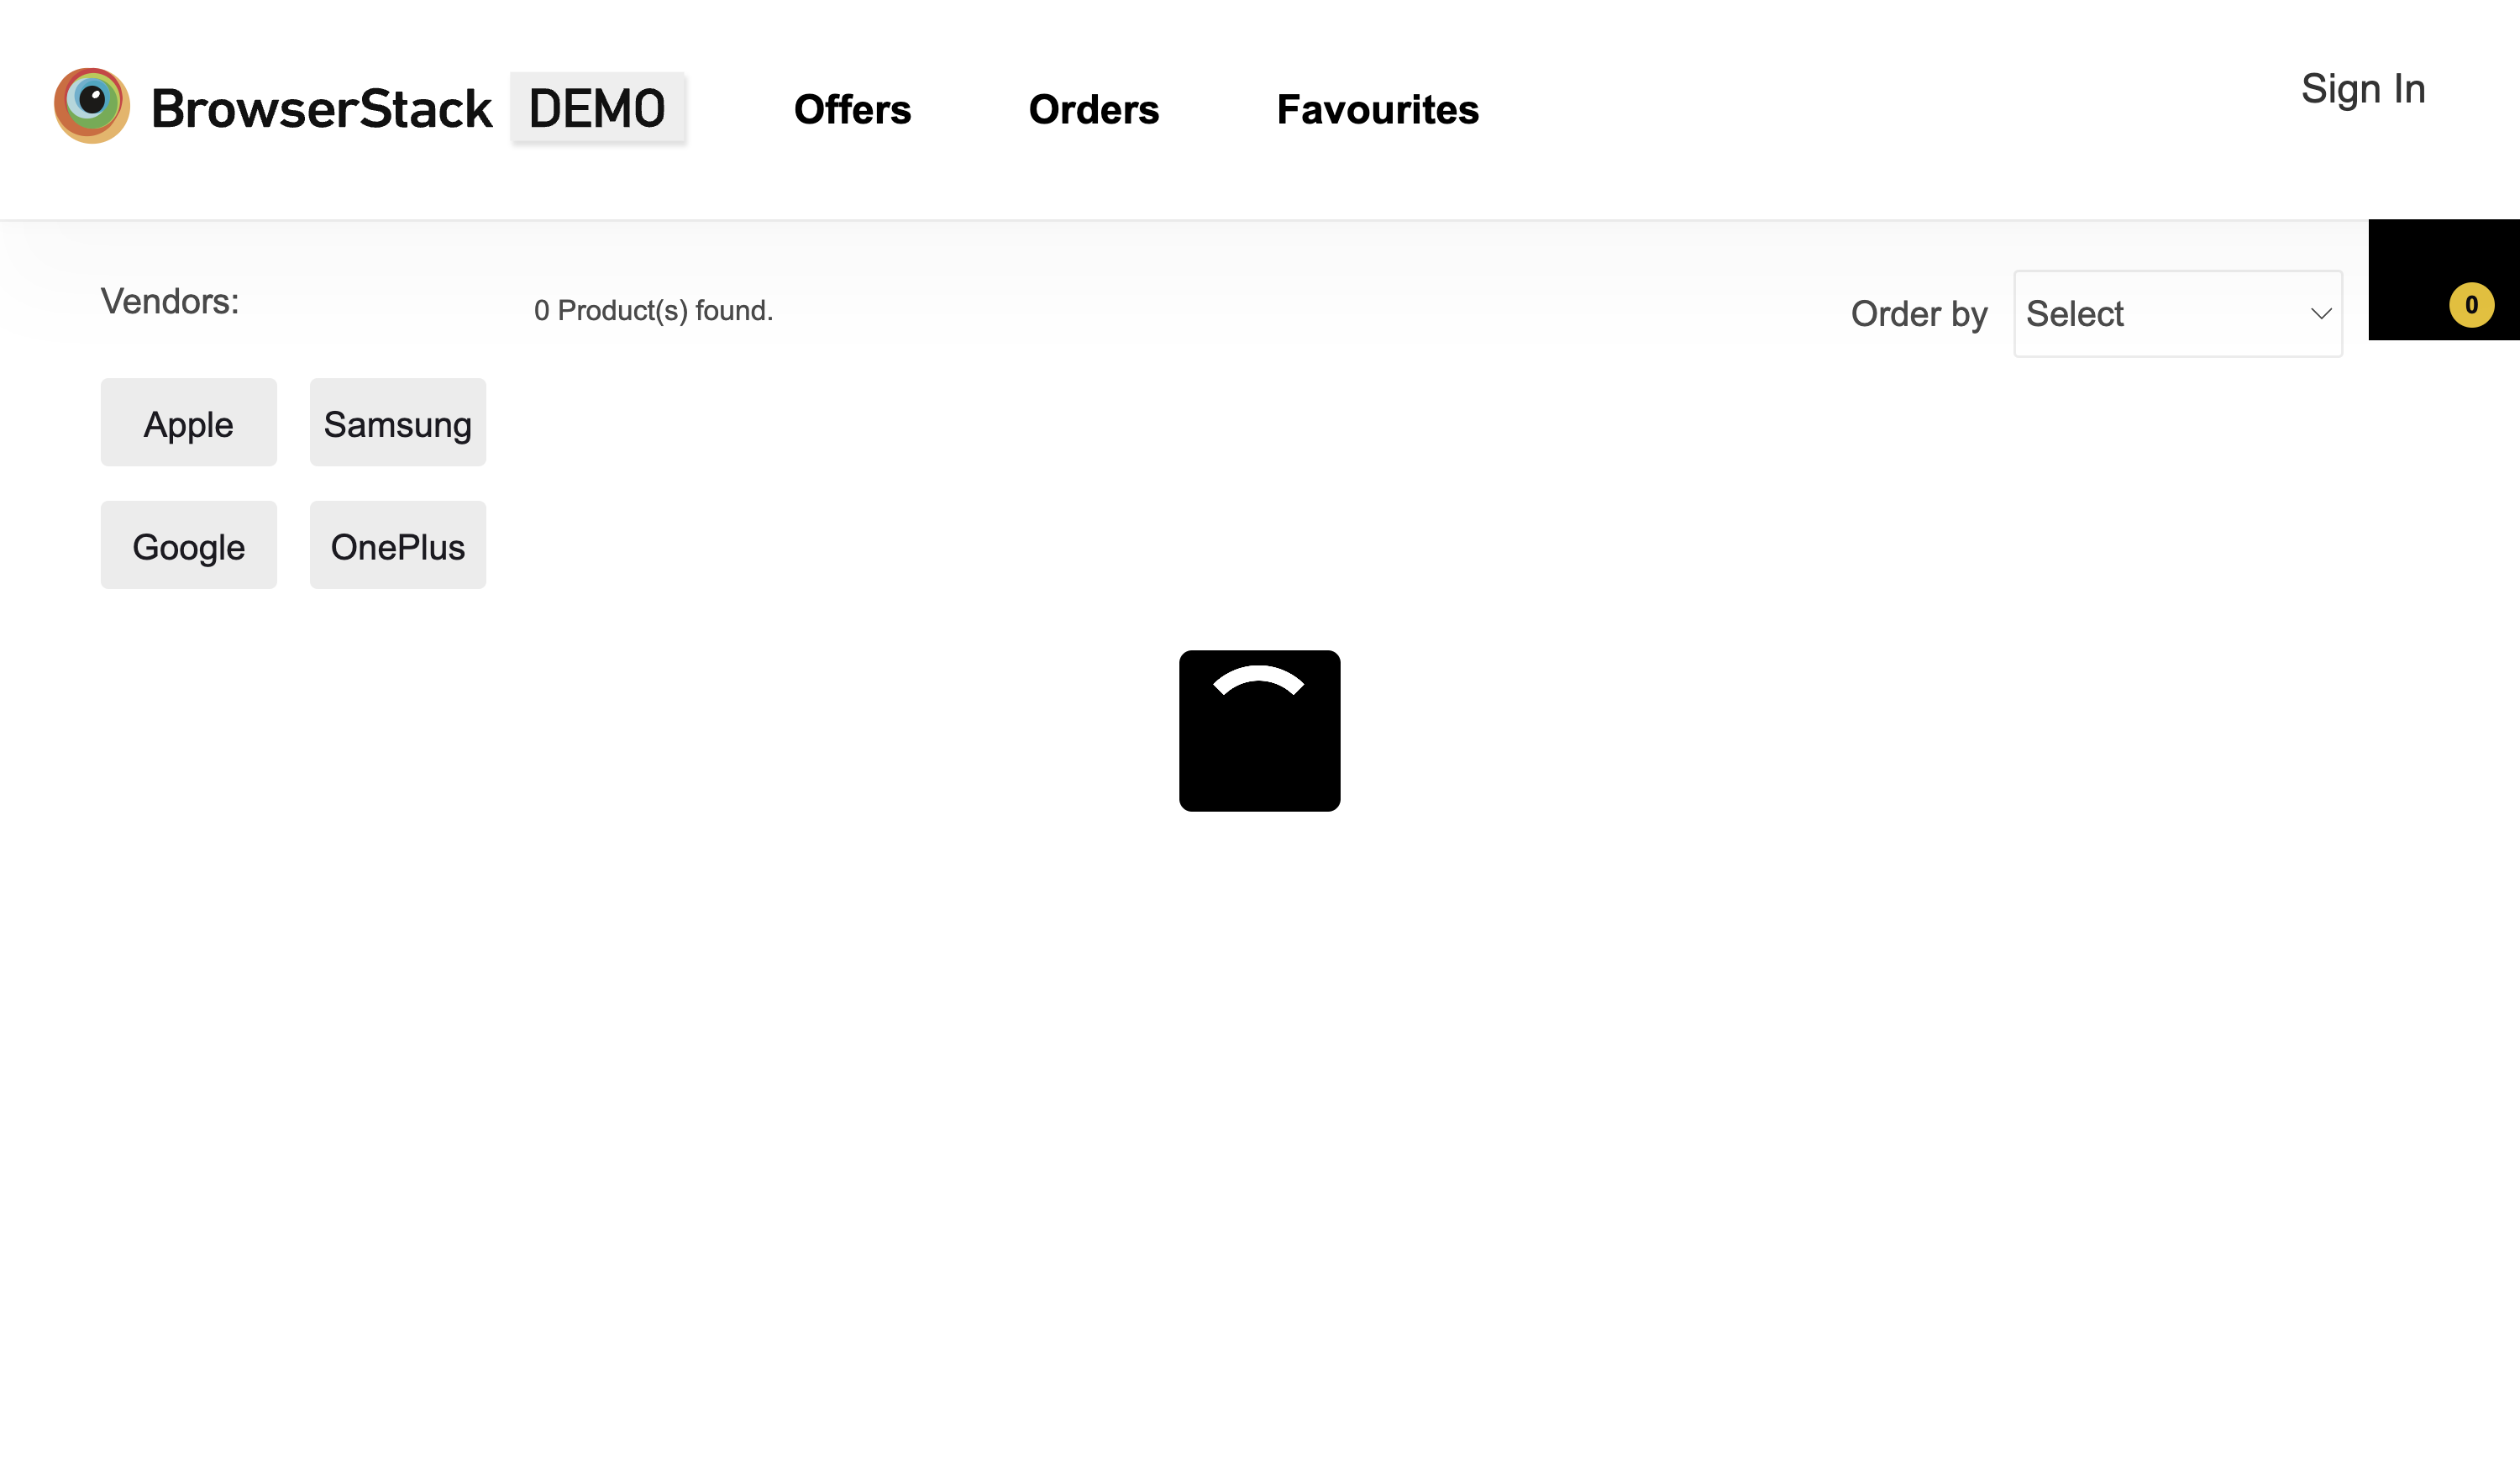 BrowserStack DEMO Offers Orders Favourites Sign In
Vendors: 0 Product(s) found. Order by Select 0
Apple Samsung
Google OnePlus